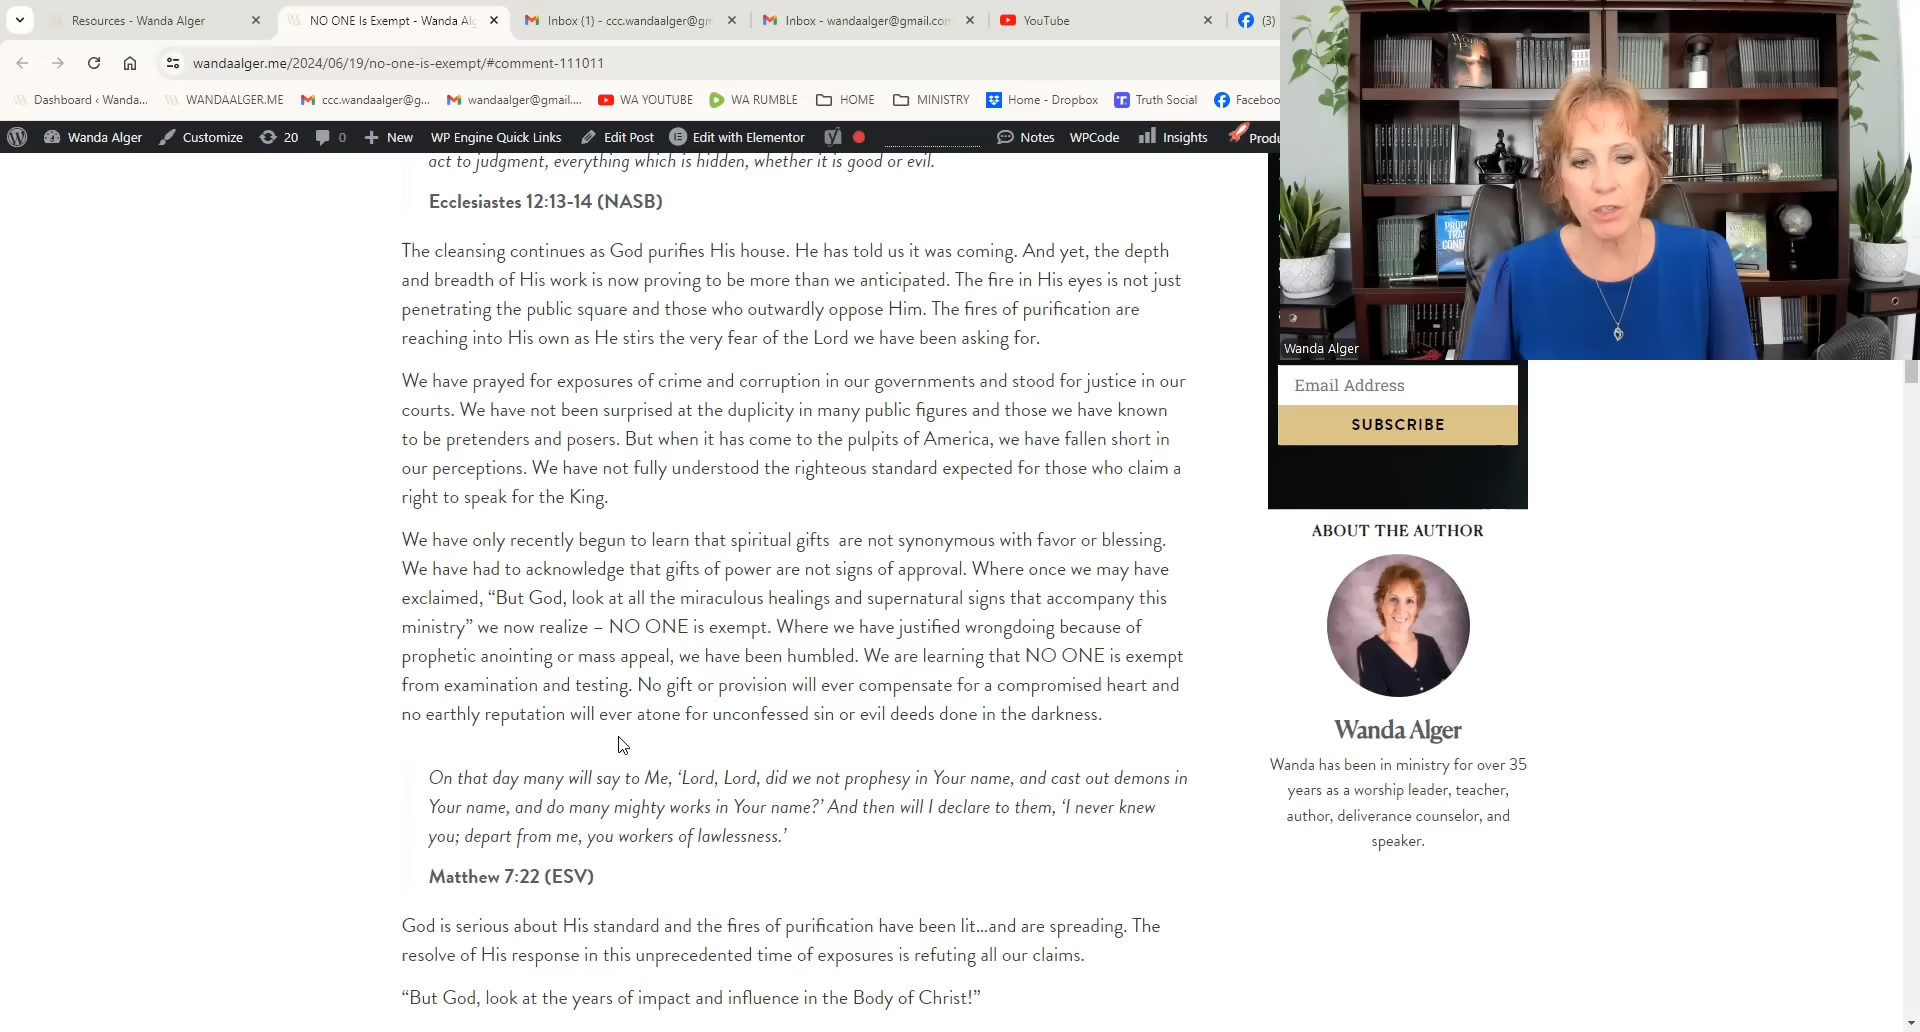 Resources - Wanda Alger
NO ONE Is Exempt - Wanda Alg
Inbox (1) - ccc.wandaalger@gm
Inbox - wandaalger@gmail.com
YouTube
(3)
wandaalger.me/2024/06/19/no-one-is-exempt/#comment-111011
Dashboard ‹ Wanda...
WANDAALGER.ME
ccc.wandaalger@g...
wandaalger@gmail....
WA YOUTUBE
WA RUMBLE
HOME
MINISTRY
Home - Dropbox
Truth Social
Faceboo
Wanda Alger
Customize
20
0
New
WP Engine Quick Links
Edit Post
Edit with Elementor
Notes
WPCode
Insights
Produ
act to judgment, everything which is hidden, whether it is good or evil.
Ecclesiastes 12:13-14 (NASB)
The cleansing continues as God purifies His house. He has told us it was coming. And yet, the depth
and breadth of His work is now proving to be more than we anticipated. The fire in His eyes is not just
penetrating the public square and those who outwardly oppose Him. The fires of purification are
reaching into His own as He stirs the very fear of the Lord we have been asking for.
We have prayed for exposures of crime and corruption in our governments and stood for justice in our
courts. We have not been surprised at the duplicity in many public figures and those we have known
to be pretenders and posers. But when it has come to the pulpits of America, we have fallen short in
our perceptions. We have not fully understood the righteous standard expected for those who claim a
right to speak for the King.
We have only recently begun to learn that spiritual gifts are not synonymous with favor or blessing.
We have had to acknowledge that gifts of power are not signs of approval. Where once we may have
exclaimed, “But God, look at all the miraculous healings and supernatural signs that accompany this
ministry” we now realize – NO ONE is exempt. Where we have justified wrongdoing because of
prophetic anointing or mass appeal, we have been humbled. We are learning that NO ONE is exempt
from examination and testing. No gift or provision will ever compensate for a compromised heart and
no earthly reputation will ever atone for unconfessed sin or evil deeds done in the darkness.
On that day many will say to Me, ‘Lord, Lord, did we not prophesy in Your name, and cast out demons in
Your name, and do many mighty works in Your name?’ And then will I declare to them, ‘I never knew
you; depart from me, you workers of lawlessness.’
Matthew 7:22 (ESV)
God is serious about His standard and the fires of purification have been lit...and are spreading. The
resolve of His response in this unprecedented time of exposures is refuting all our claims.
“But God, look at the years of impact and influence in the Body of Christ!”
Wanda Alger
Email Address
SUBSCRIBE
ABOUT THE AUTHOR
Wanda Alger
Wanda has been in ministry for over 35
years as a worship leader, teacher,
author, deliverance counselor, and
speaker.